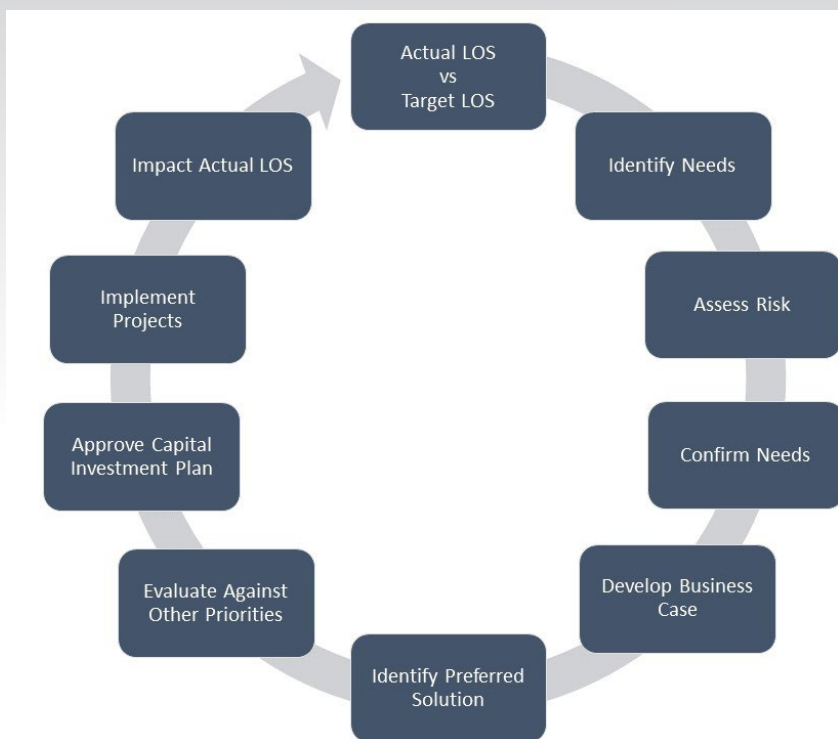 Actual LOS
vs
Target LOS
Identify Needs
Assess Risk
Confirm Needs
Develop Business
Case
Identify Preferred
Solution
Evaluate Against
Other Priorities
Approve Capital
Investment Plan
Implement
Projects
Impact Actual LOS